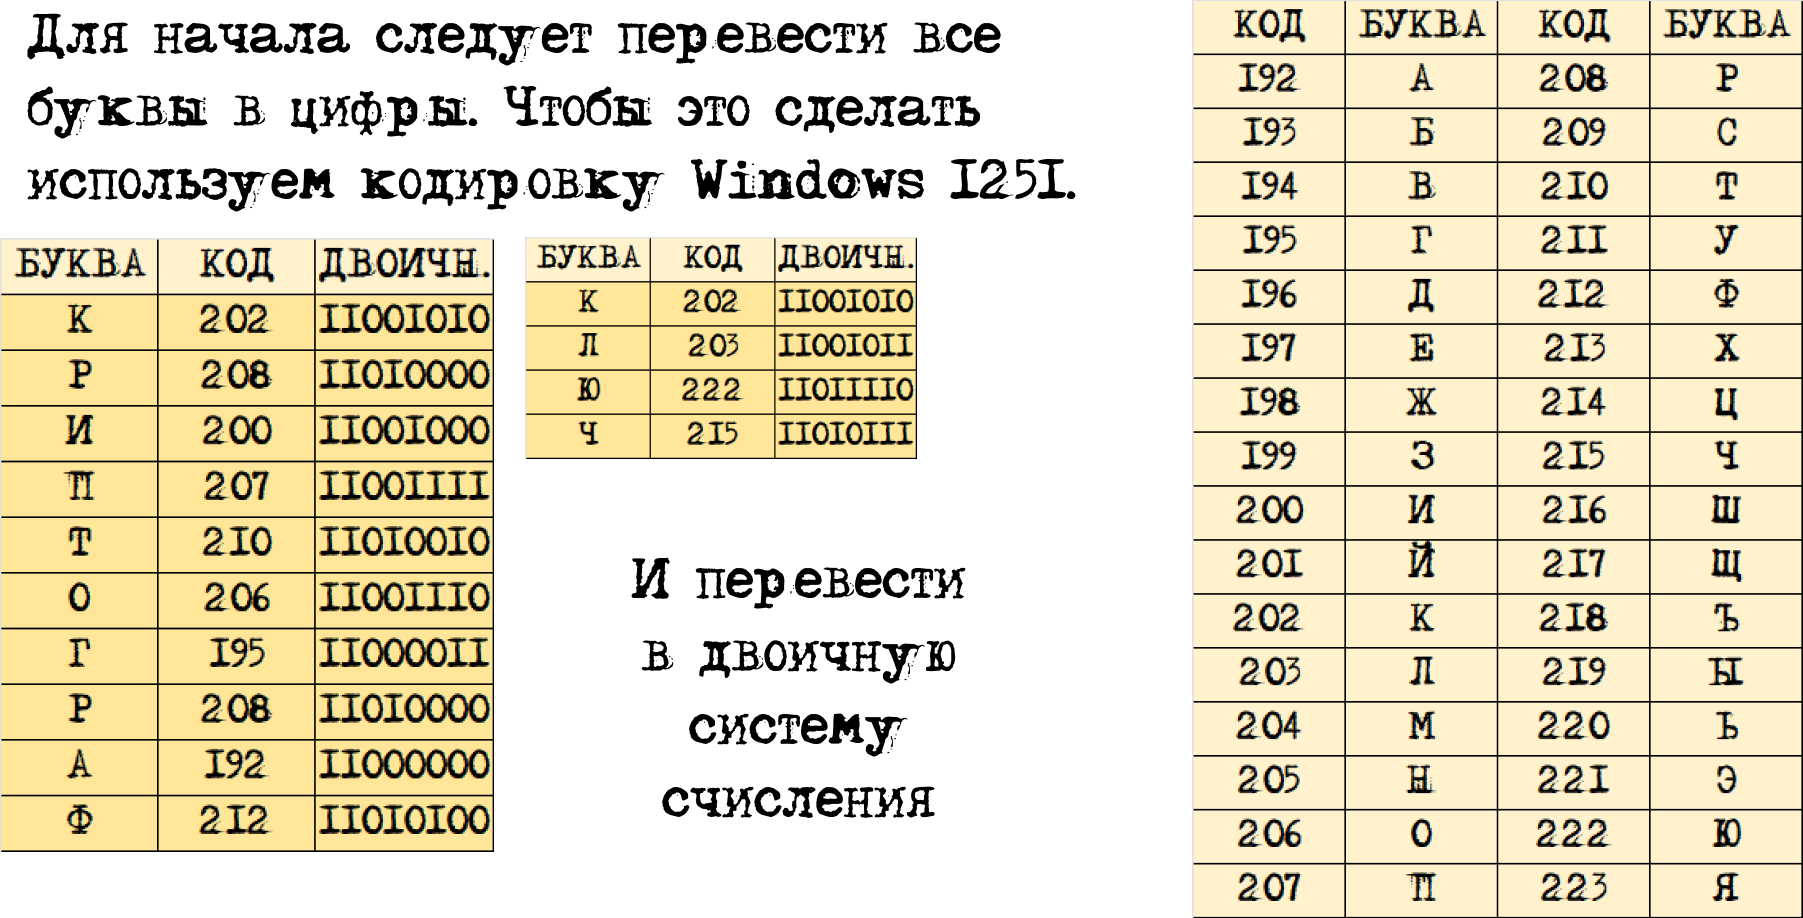 Для начала следует перевести все
буквы в цифры. Чтобы это сделать
используем кодировку Windows 1251.
БУКВА КОД ДВОИЧН.
К 202 11001010
Р 208 11010000
И 200 11001000
П 207 11001111
Т 210 11010010
О 206 11001110
Г 195 11000011
Р 208 11010000
А 192 11000000
Ф 212 11010100
БУКВА КОД ДВОИЧН.
К 202 11001010
Л 203 11001011
Ю 222 11011110
Ч 215 11010111
И перевести
в двоичную
систему
счисления
КОД БУКВА КОД БУКВА
192 А 208 Р
193 Б 209 С
194 В 210 Т
195 Г 211 У
196 Д 212 Ф
197 Е 213 Х
198 Ж 214 Ц
199 З 215 Ч
200 И 216 Ш
201 Й 217 Щ
202 К 218 Ъ
203 Л 219 Ы
204 М 220 Ь
205 Н 221 Э
206 О 222 Ю
207 П 223 Я